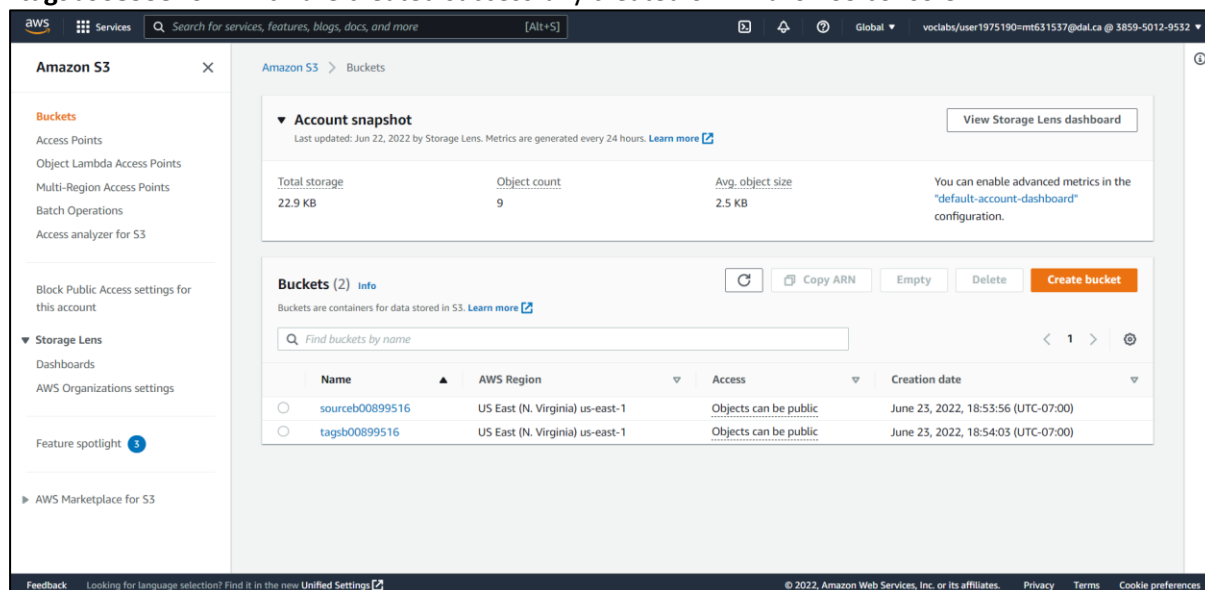 aws
Services
Search for services, features, blogs, docs, and more
[Alt+S]
Global
voclabs/user1975190=mt631537@dal.ca @ 3859-5012-9532
Amazon S3
Buckets
Access Points
Object Lambda Access Points
Multi-Region Access Points
Batch Operations
Access analyzer for S3
Block Public Access settings for
this account
Storage Lens
Dashboards
AWS Organizations settings
Feature spotlight 3
AWS Marketplace for S3
Amazon S3 > Buckets
Account snapshot
Last updated: Jun 22, 2022 by Storage Lens. Metrics are generated every 24 hours. Learn more
View Storage Lens dashboard
Total storage
22.9 KB
Object count
9
Avg. object size
2.5 KB
You can enable advanced metrics in the
"default-account-dashboard"
configuration.
Buckets (2) Info
Buckets are containers for data stored in S3. Learn more
Copy ARN
Empty
Delete
Create bucket
Find buckets by name
< 1 >
Name AWS Region Access Creation date
sourceb00899516 US East (N. Virginia) us-east-1 Objects can be public June 23, 2022, 18:53:56 (UTC-07:00)
tagsb00899516 US East (N. Virginia) us-east-1 Objects can be public June 23, 2022, 18:54:03 (UTC-07:00)
Feedback Looking for language selection? Find it in the new Unified Settings
© 2022, Amazon Web Services, Inc. or its affiliates. Privacy Terms Cookie preferences